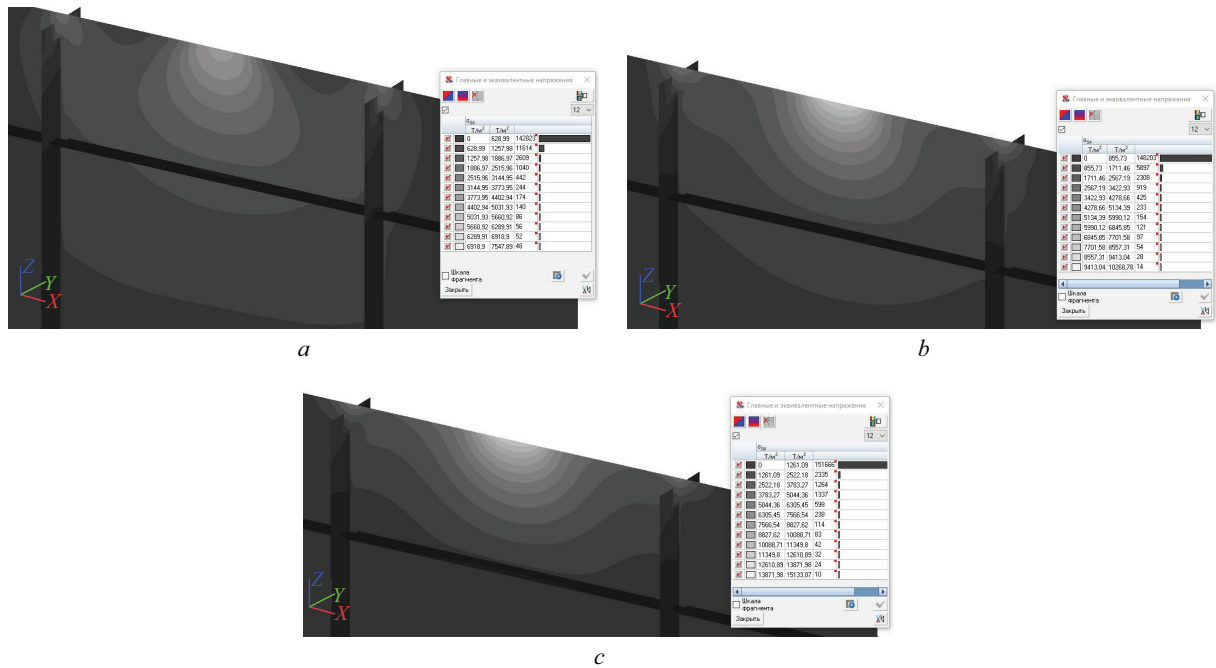 Главные и эквивалентные напряжения
12
σS4
Т/м2 Т/м2
0 628,99 142823
628,99 1257,98 11614
1257,98 1886,97 2609
1886,97 2515,96 1040
2515,96 3144,95 442
3144,95 3773,95 244
3773,95 4402,94 174
4402,94 5031,93 140
5031,93 5660,92 86
5660,92 6289,91 56
6289,91 6918,9 52
6918,9 7547,89 48
Шкала
фрагмента
Закрыть
Z
Y
X
a
Главные и эквивалентные напряжения
12
σS4
Т/м2 Т/м2
0 855,73 148203
855,73 1711,46 5897
1711,46 2567,19 2308
2567,19 3422,93 919
3422,93 4278,66 425
4278,66 5134,39 233
5134,39 5990,12 154
5990,12 6845,85 121
6845,85 7701,58 97
7701,58 8557,31 54
8557,31 9413,04 28
9413,04 10268,78 14
Шкала
фрагмента
Закрыть
Z
Y
X
b
Главные и эквивалентные напряжения
12
σS4
Т/м2 Т/м2
0 1261,09 151666
1261,09 2522,18 2335
2522,18 3783,27 1264
3783,27 5044,36 1337
5044,36 6305,45 598
6305,45 7566,54 238
7566,54 8827,62 114
8827,62 10088,71 83
10088,71 11349,8 42
11349,8 12610,89 32
12610,89 13871,98 24
13871,98 15133,07 10
Шкала
фрагмента
Закрыть
Z
Y
X
c